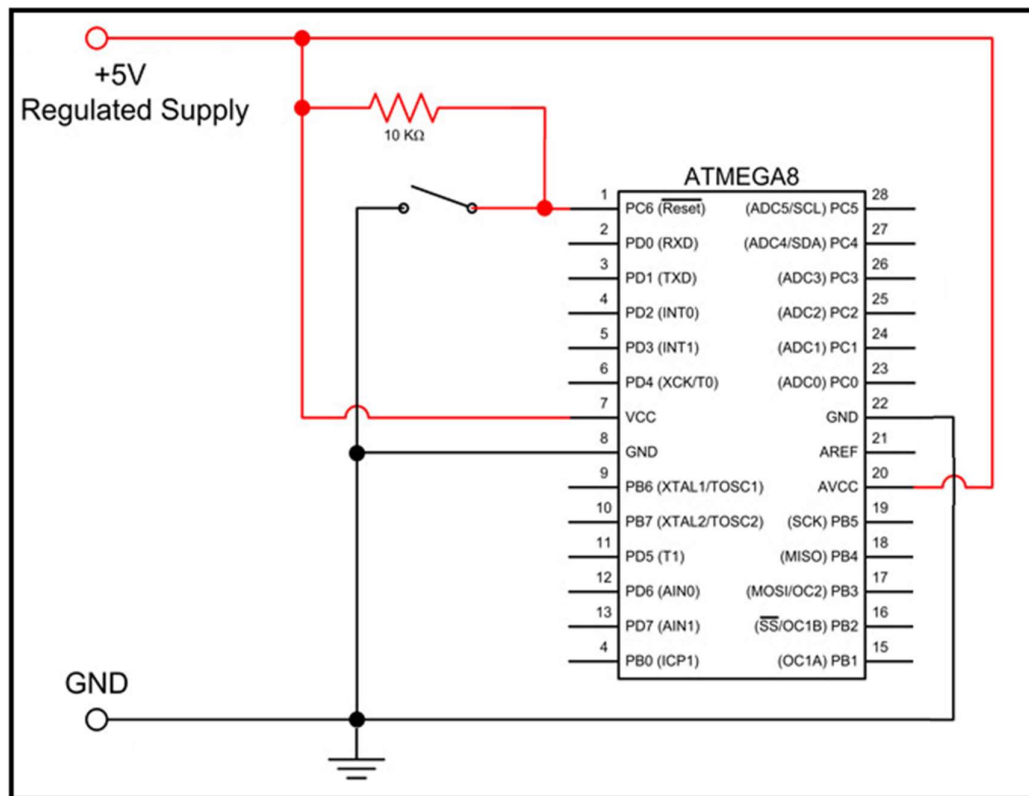 +5V
Regulated Supply
10 KΩ
ATMEGA8
1 PC6 (Reset) (ADC5/SCL) PC5 28
2 PD0 (RXD) (ADC4/SDA) PC4 27
3 PD1 (TXD) (ADC3) PC3 26
4 PD2 (INT0) (ADC2) PC2 25
5 PD3 (INT1) (ADC1) PC1 24
6 PD4 (XCK/T0) (ADC0) PC0 23
7 VCC GND 22
8 GND AREF 21
9 PB6 (XTAL1/TOSC1) AVCC 20
10 PB7 (XTAL2/TOSC2) (SCK) PB5 19
11 PD5 (T1) (MISO) PB4 18
12 PD6 (AIN0) (MOSI/OC2) PB3 17
13 PD7 (AIN1) (SS/OC1B) PB2 16
4 PB0 (ICP1) (OC1A) PB1 15
GND